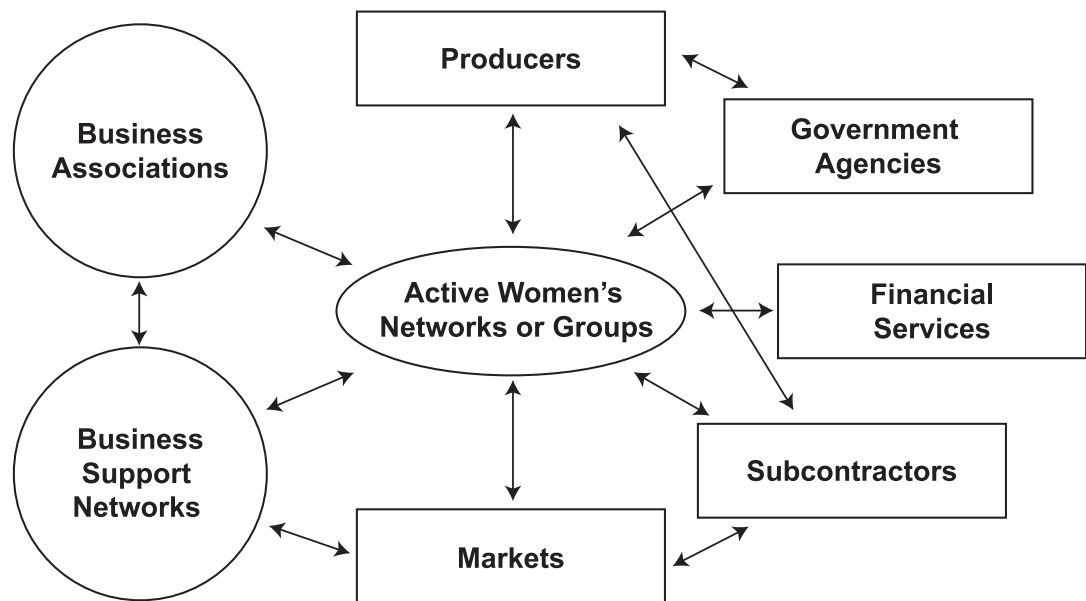 Producers
Business
Associations
Government
Agencies
Active Women’s
Networks or Groups
Financial
Services
Business
Support
Networks
Subcontractors
Markets